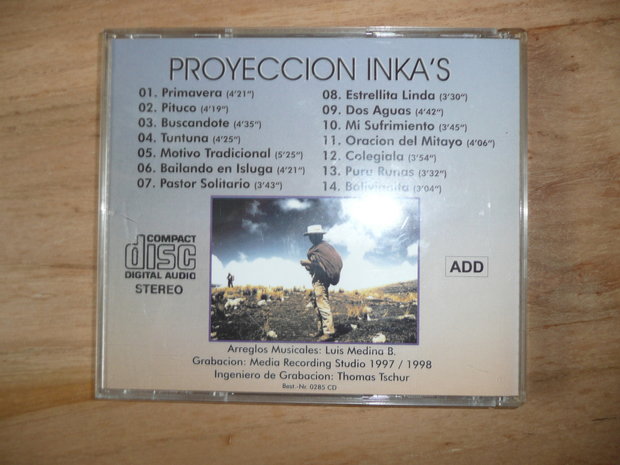 PROYECCION INKA'S
01. Primavera (4'21")
02. Pituco (4'19")
03. Buscandote (4'35")
04. Tuntuna (4'25")
05. Motivo Tradicional (5'25")
06. Bailando en Isluga (4'21")
07. Pastor Solitario (3'43")
08. Estrellita Linda (3'30")
09. Dos Aguas (4'42")
10. Mi Sufrimiento (3'45")
11. Oracion del Mitayo (4'06")
12. Colegiala (3'54")
13. Pura Runas (3'32")
14. Bolivianita (3'04")
COMPACT
disc
DIGITAL AUDIO
STEREO
ADD
Arreglos Musicales: Luis Medina B.
Grabacion: Media Recording Studio 1997 / 1998
Ingeniero de Grabacion: Thomas Tschur
Best.-Nr. 0285 CD